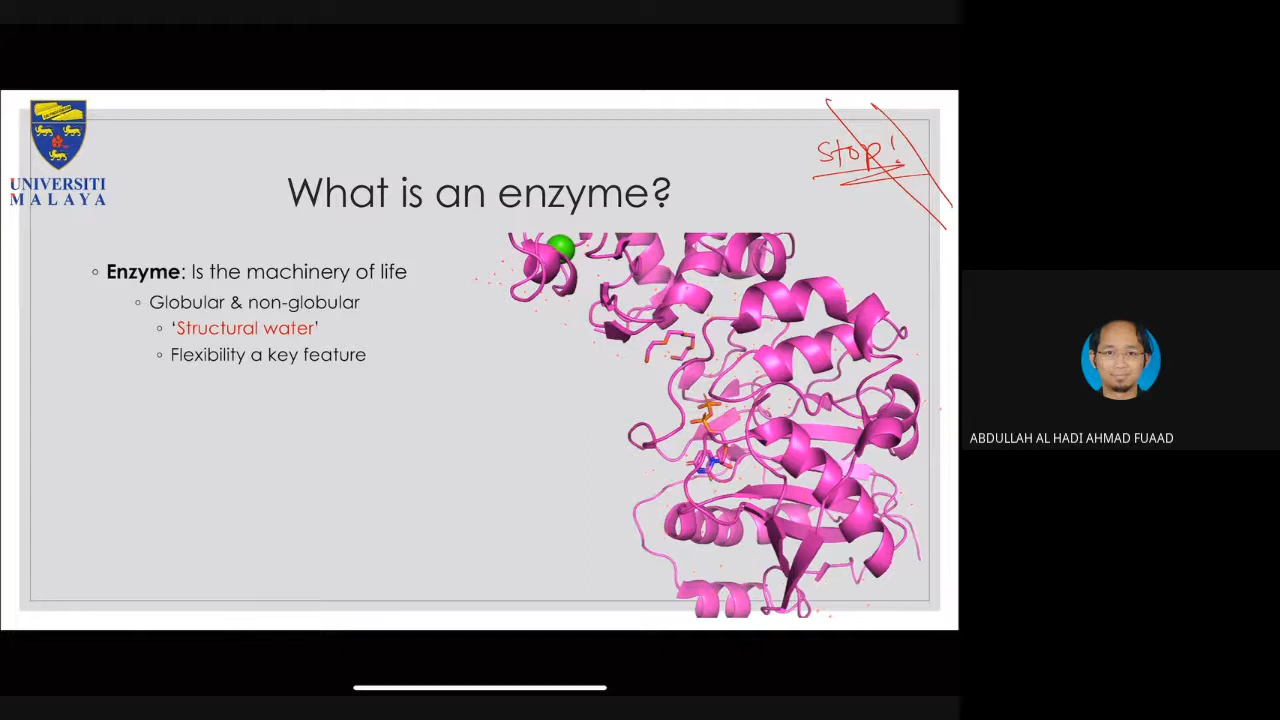 UNIVERSITI
MALAYA
stop!
What is an enzyme?
◦ Enzyme: Is the machinery of life
◦ Globular & non-globular
◦ 'Structural water'
◦ Flexibility a key feature
ABDULLAH AL HADI AHMAD FUAAD